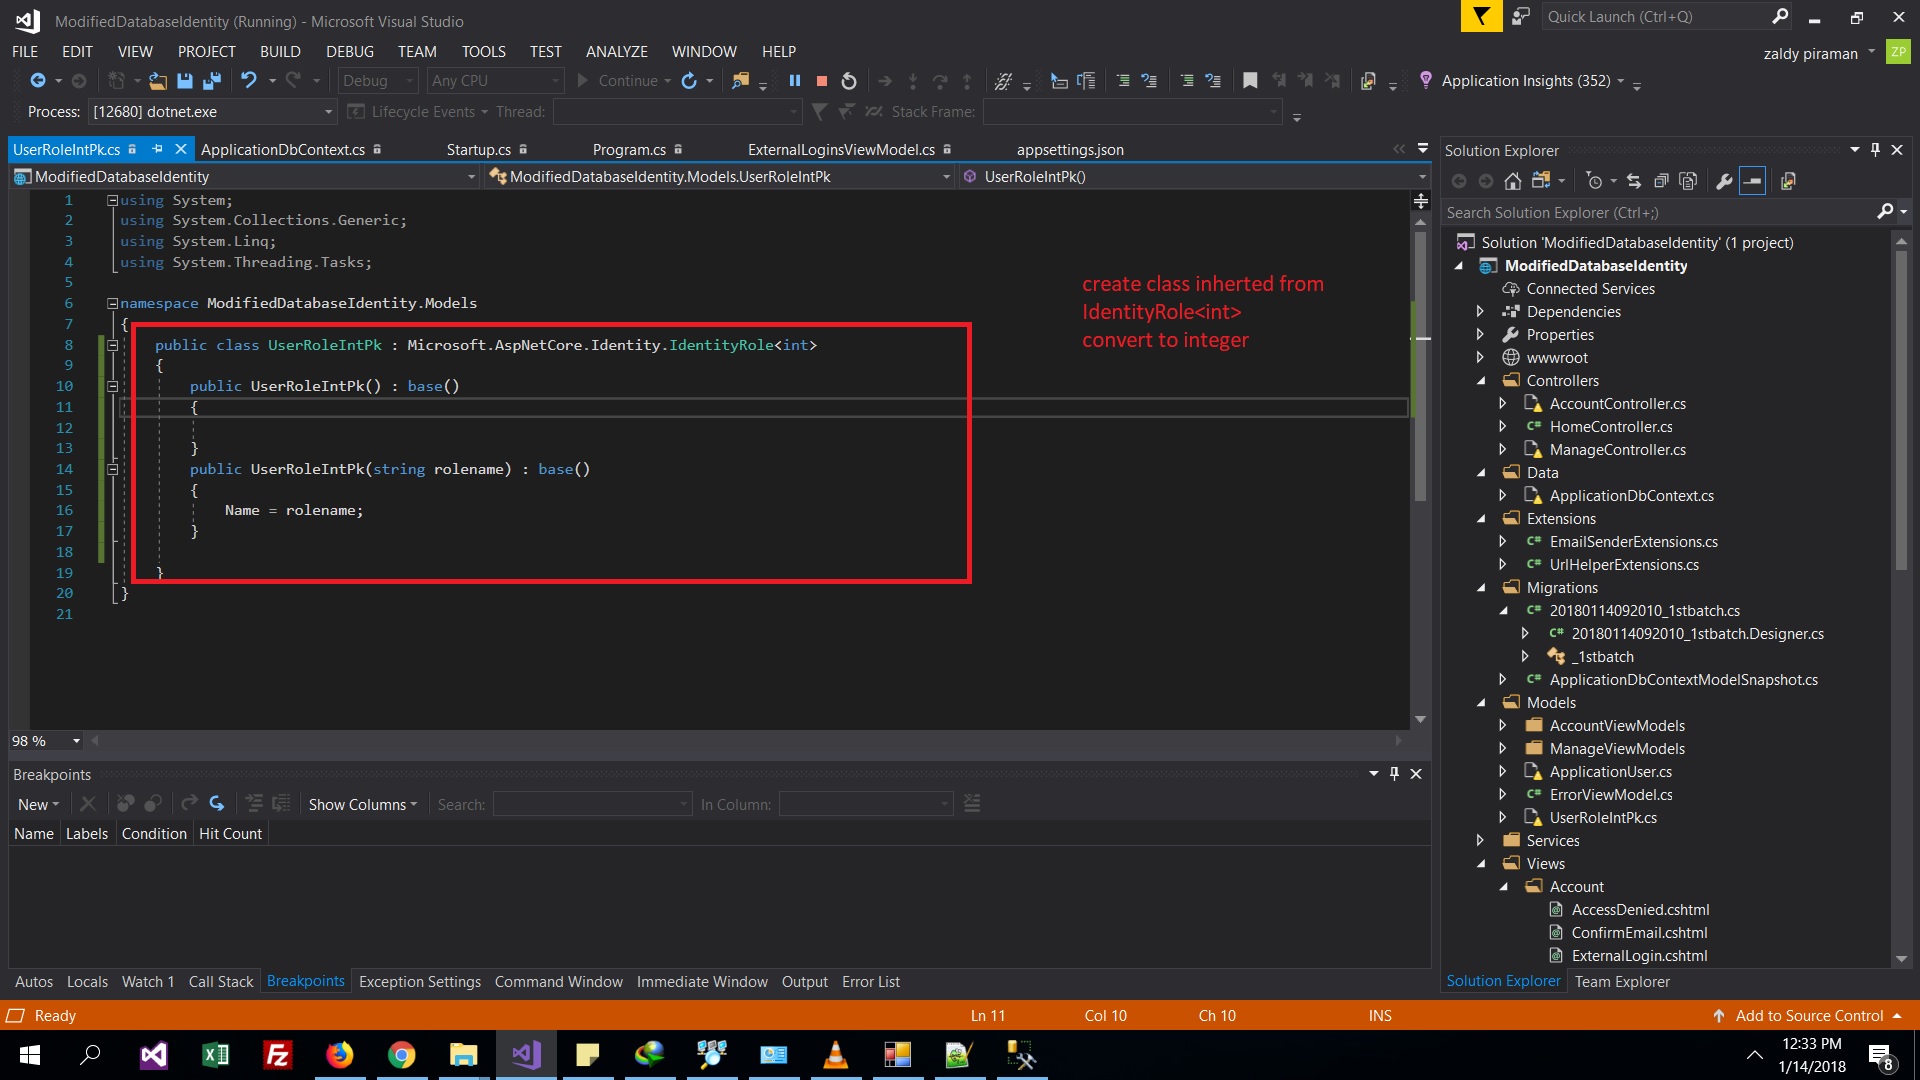 ModifiedDatabaseIdentity (Running) - Microsoft Visual Studio
Quick Launch (Ctrl+Q)
FILE EDIT VIEW PROJECT BUILD DEBUG TEAM TOOLS TEST ANALYZE WINDOW HELP
zaldy piraman ZP
Debug Any CPU Continue Application Insights (352)
Process: [12680] dotnet.exe Lifecycle Events Thread: Stack Frame:
UserRoleIntPk.cs ApplicationDbContext.cs Startup.cs Program.cs ExternalLoginsViewModel.cs appsettings.json
ModifiedDatabaseIdentity ModifiedDatabaseIdentity.Models.UserRoleIntPk UserRoleIntPk()
1 using System;
2 using System.Collections.Generic;
3 using System.Linq;
4 using System.Threading.Tasks;
5
6 namespace ModifiedDatabaseIdentity.Models
7 {
8 public class UserRoleIntPk : Microsoft.AspNetCore.Identity.IdentityRole<int>
9 {
10 public UserRoleIntPk() : base()
11 {
12
13 }
14 public UserRoleIntPk(string rolename) : base()
15 {
16 Name = rolename;
17 }
18
19 }
20 }
21
create class inherted from
IdentityRole<int>
convert to integer
98 %
Breakpoints
New Show Columns Search: In Column:
Name Labels Condition Hit Count
Autos Locals Watch 1 Call Stack Breakpoints Exception Settings Command Window Immediate Window Output Error List
Solution Explorer
Search Solution Explorer (Ctrl+;)
Solution 'ModifiedDatabaseIdentity' (1 project)
ModifiedDatabaseIdentity
Connected Services
Dependencies
Properties
wwwroot
Controllers
C# AccountController.cs
C# HomeController.cs
ManageController.cs
Data
ApplicationDbContext.cs
Extensions
C# EmailSenderExtensions.cs
C# UrlHelperExtensions.cs
Migrations
C# 20180114092010_1stbatch.cs
C# 20180114092010_1stbatch.Designer.cs
_1stbatch
C# ApplicationDbContextModelSnapshot.cs
Models
AccountViewModels
ManageViewModels
ApplicationUser.cs
C# ErrorViewModel.cs
UserRoleIntPk.cs
Services
Views
Account
AccessDenied.cshtml
ConfirmEmail.cshtml
ExternalLogin.cshtml
Solution Explorer Team Explorer
Ready Ln 11 Col 10 Ch 10 INS Add to Source Control
12:33 PM
1/14/2018
8